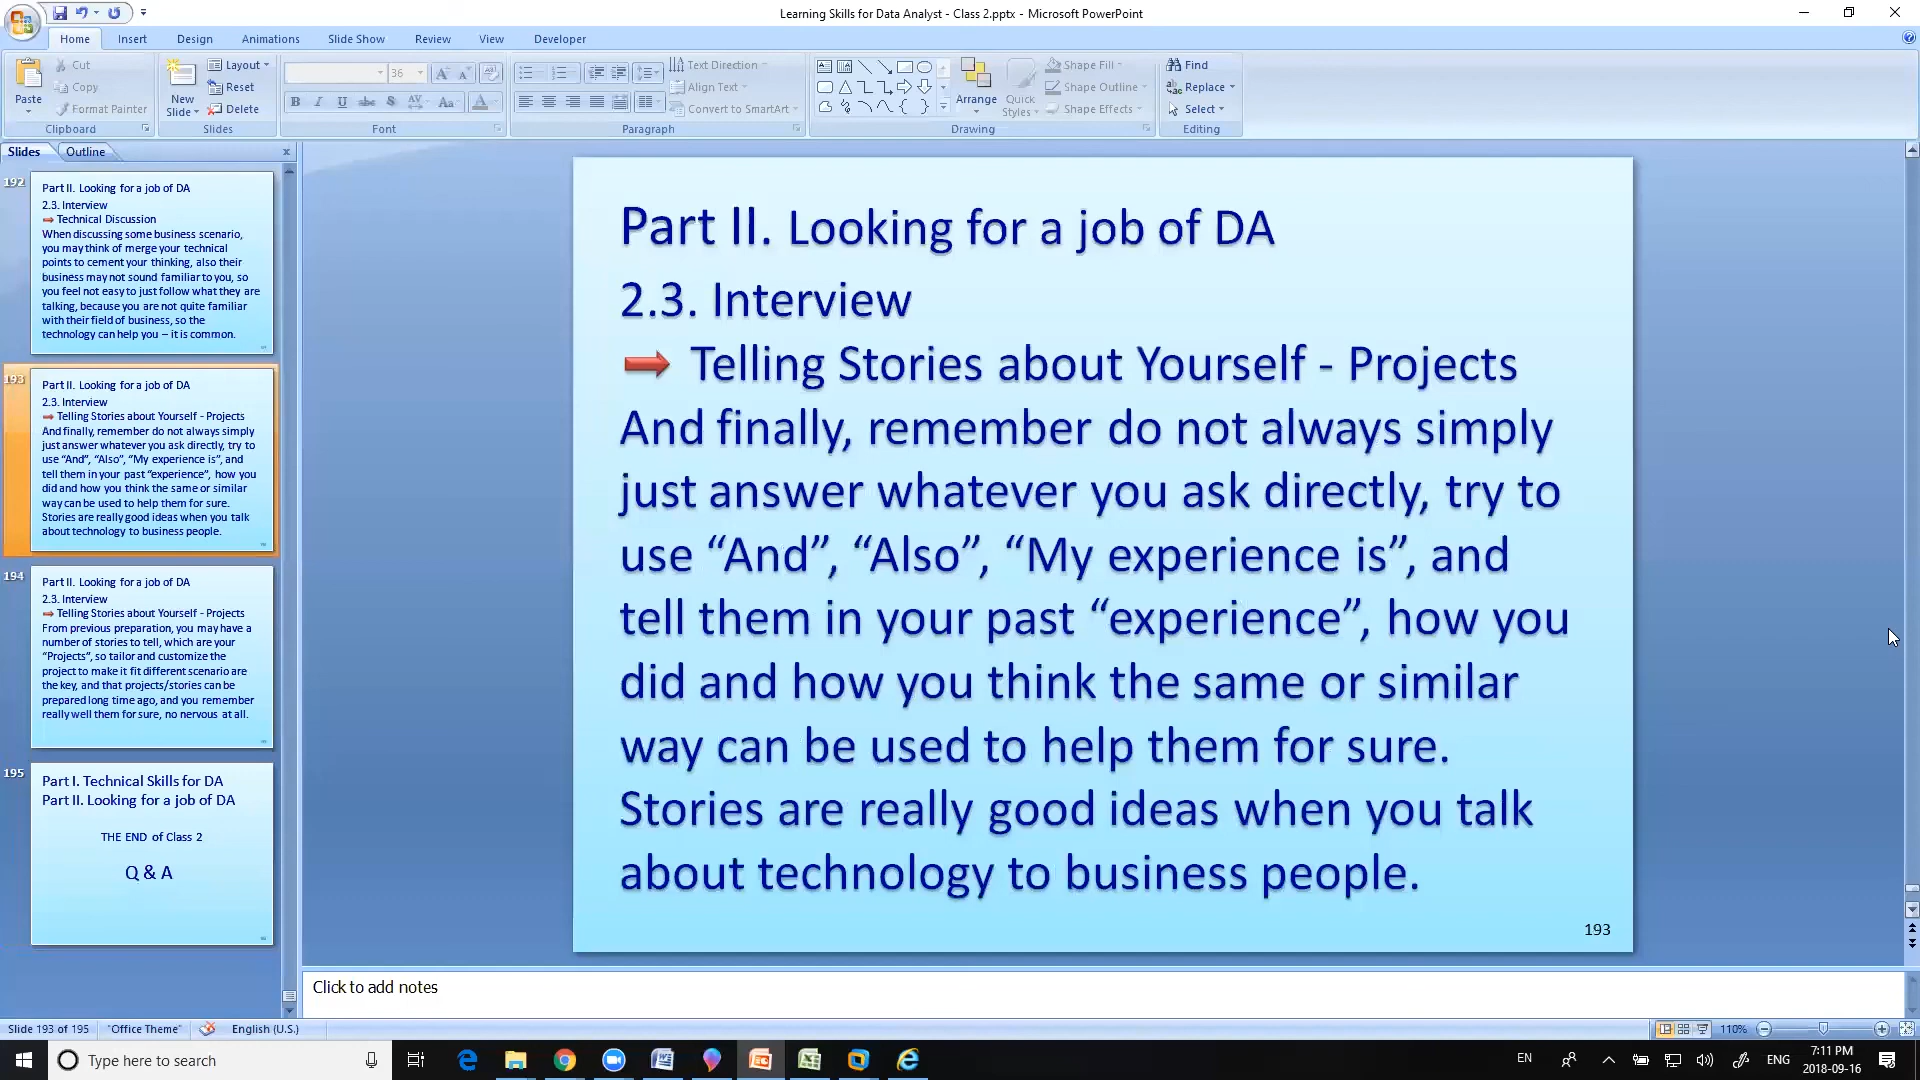 Learning Skills for Data Analyst - Class 2.pptx - Microsoft PowerPoint
Home Insert Design Animations Slide Show Review View Developer
Paste
Cut
Copy
Format Painter
Clipboard
New Slide
Layout
Reset
Delete
Slides
36
Font
Text Direction
Align Text
Convert to SmartArt
Paragraph
Arrange
Quick Styles
Shape Fill
Shape Outline
Shape Effects
Drawing
Find
Replace
Select
Editing
Slides Outline
192
Part II. Looking for a job of DA
2.3. Interview
Technical Discussion
When discussing some business scenario,
you may think of merge your technical
points to cement your thinking, also their
business may not sound familiar to you, so
you feel not easy to just follow what they are
talking, because you are not quite familiar
with their field of business, so the
technology can help you – it is common.
193
Part II. Looking for a job of DA
2.3. Interview
Telling Stories about Yourself - Projects
And finally, remember do not always simply
just answer whatever you ask directly, try to
use “And”, “Also”, “My experience is”, and
tell them in your past “experience”, how you
did and how you think the same or similar
way can be used to help them for sure.
Stories are really good ideas when you talk
about technology to business people.
194
Part II. Looking for a job of DA
2.3. Interview
Telling Stories about Yourself - Projects
From previous preparation, you may have a
number of stories to tell, which are your
“Projects”, so tailor and customize the
project to make it fit different scenario are
the key, and that projects/stories can be
prepared long time ago, and you remember
really well them for sure, no nervous at all.
195
Part I. Technical Skills for DA
Part II. Looking for a job of DA
THE END of Class 2
Q & A
Part II. Looking for a job of DA
2.3. Interview
Telling Stories about Yourself - Projects
And finally, remember do not always simply
just answer whatever you ask directly, try to
use “And”, “Also”, “My experience is”, and
tell them in your past “experience”, how you
did and how you think the same or similar
way can be used to help them for sure.
Stories are really good ideas when you talk
about technology to business people.
193
Click to add notes
Slide 193 of 195 "Office Theme" English (U.S.) 110%
Type here to search
EN ENG 7:11 PM
2018-09-16